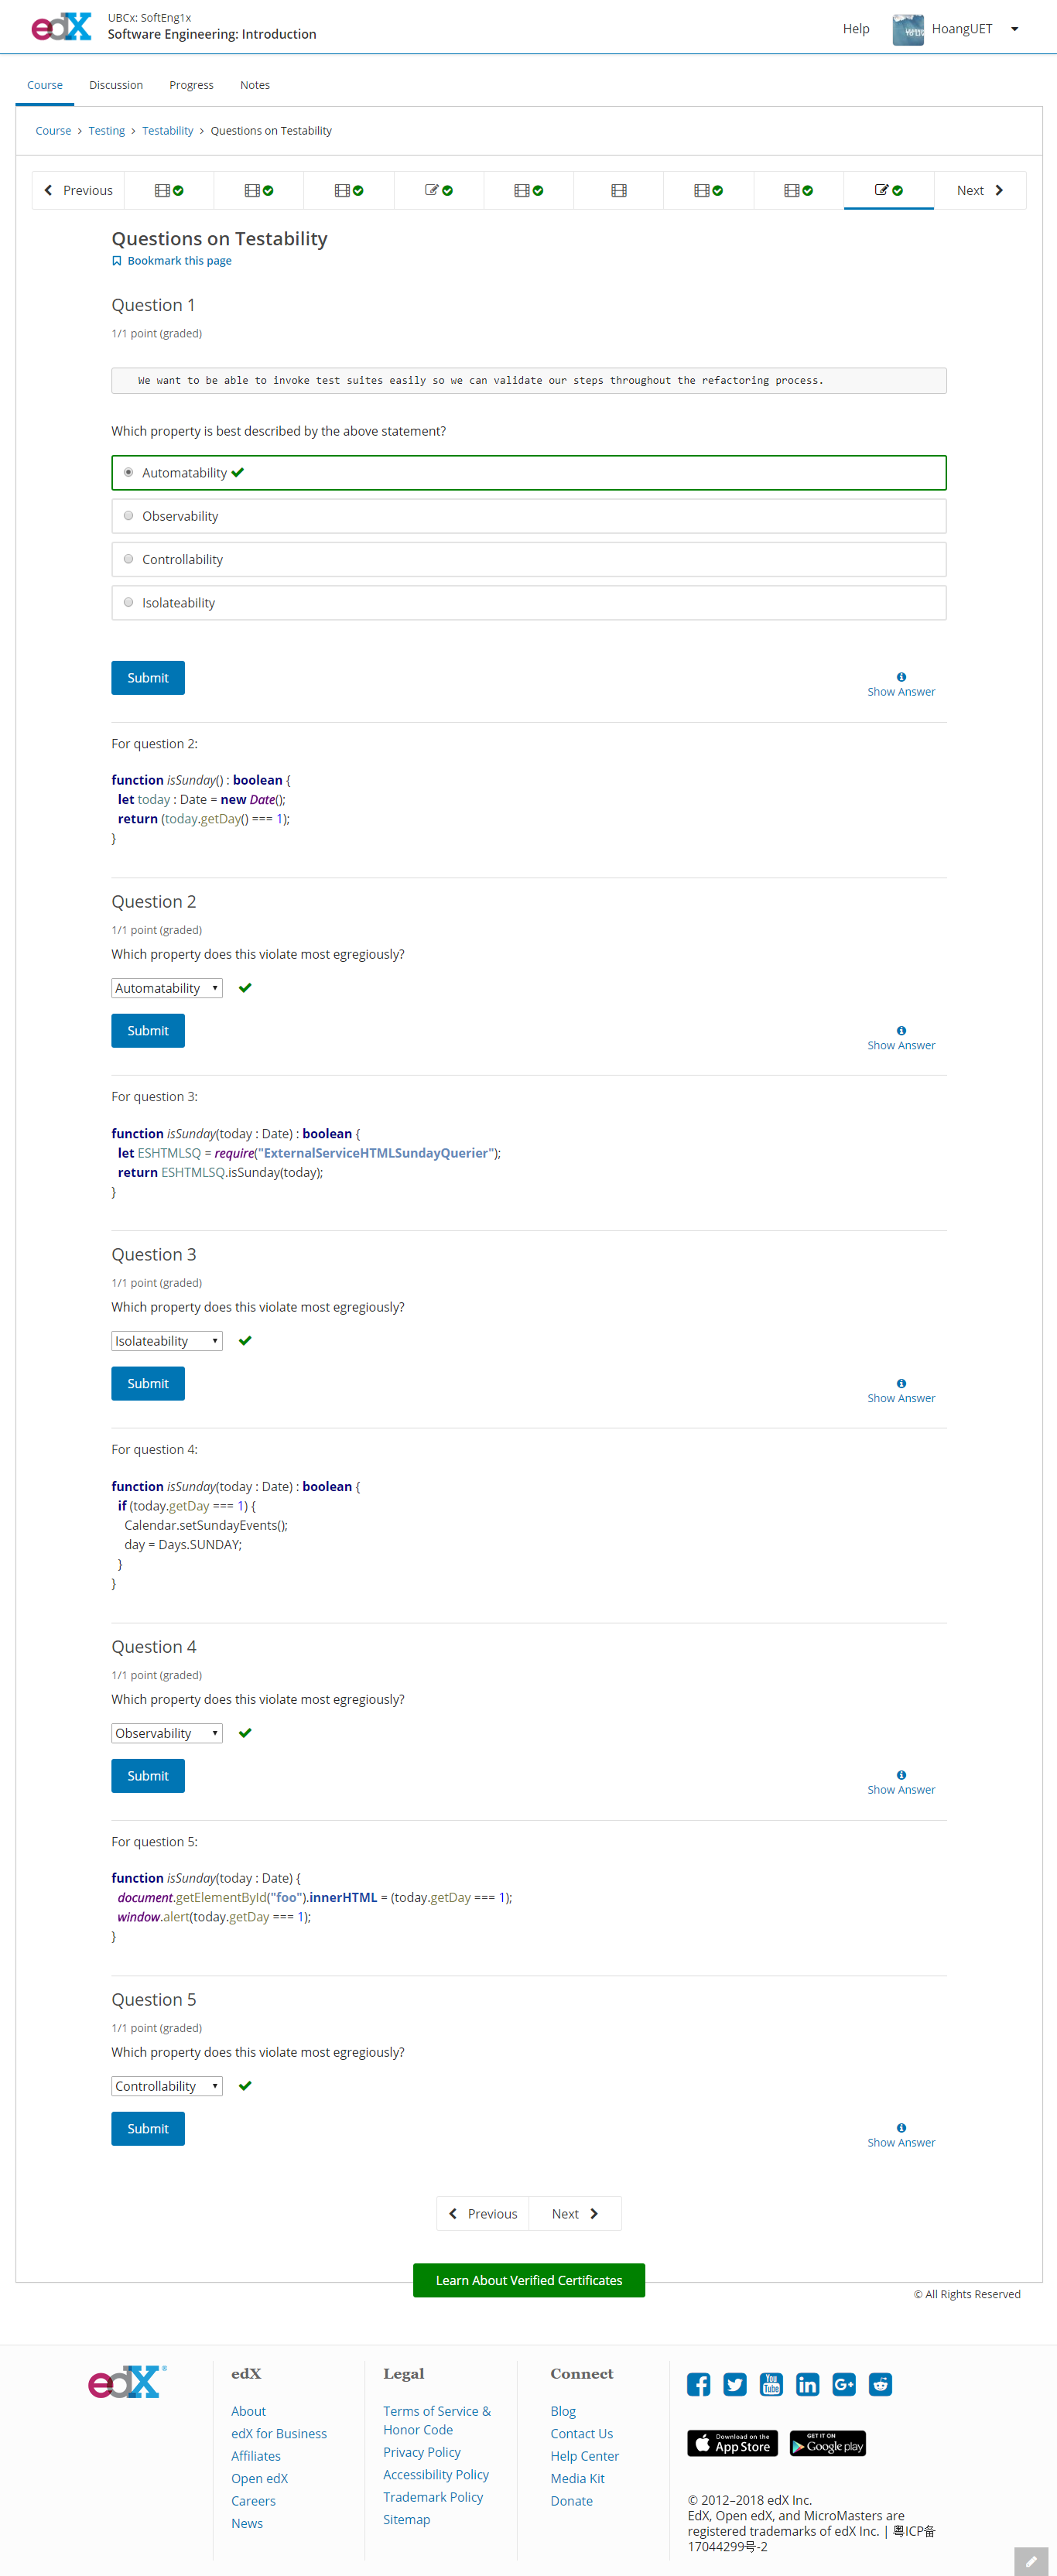 edX
UBCx: SoftEng1x
Software Engineering: Introduction
Help
HoangUET
Course
Discussion
Progress
Notes
Course > Testing > Testability > Questions on Testability
Previous
Next
Questions on Testability
Bookmark this page
Question 1
1/1 point (graded)
We want to be able to invoke test suites easily so we can validate our steps throughout the refactoring process.
Which property is best described by the above statement?
Automatability
Observability
Controllability
Isolateability
Submit
Show Answer
For question 2:
function isSunday() : boolean {
let today : Date = new Date();
return (today.getDay() === 1);
}
Question 2
1/1 point (graded)
Which property does this violate most egregiously?
Automatability
Submit
Show Answer
For question 3:
function isSunday(today : Date) : boolean {
let ESHTMLSQ = require("ExternalServiceHTMLSundayQuerier");
return ESHTMLSQ.isSunday(today);
}
Question 3
1/1 point (graded)
Which property does this violate most egregiously?
Isolateability
Submit
Show Answer
For question 4:
function isSunday(today : Date) : boolean {
if (today.getDay === 1) {
Calendar.setSundayEvents();
day = Days.SUNDAY;
}
}
Question 4
1/1 point (graded)
Which property does this violate most egregiously?
Observability
Submit
Show Answer
For question 5:
function isSunday(today : Date) {
document.getElementById("foo").innerHTML = (today.getDay === 1);
window.alert(today.getDay === 1);
}
Question 5
1/1 point (graded)
Which property does this violate most egregiously?
Controllability
Submit
Show Answer
Previous
Next
Learn About Verified Certificates
© All Rights Reserved
edX
edX
About
edX for Business
Affiliates
Open edX
Careers
News
Legal
Terms of Service &
Honor Code
Privacy Policy
Accessibility Policy
Trademark Policy
Sitemap
Connect
Blog
Contact Us
Help Center
Media Kit
Donate
You
Tube
in
G+
Download on the
App Store
GET IT ON
Google play
© 2012–2018 edX Inc.
EdX, Open edX, and MicroMasters are
registered trademarks of edX Inc. | 粤ICP备
17044299号-2